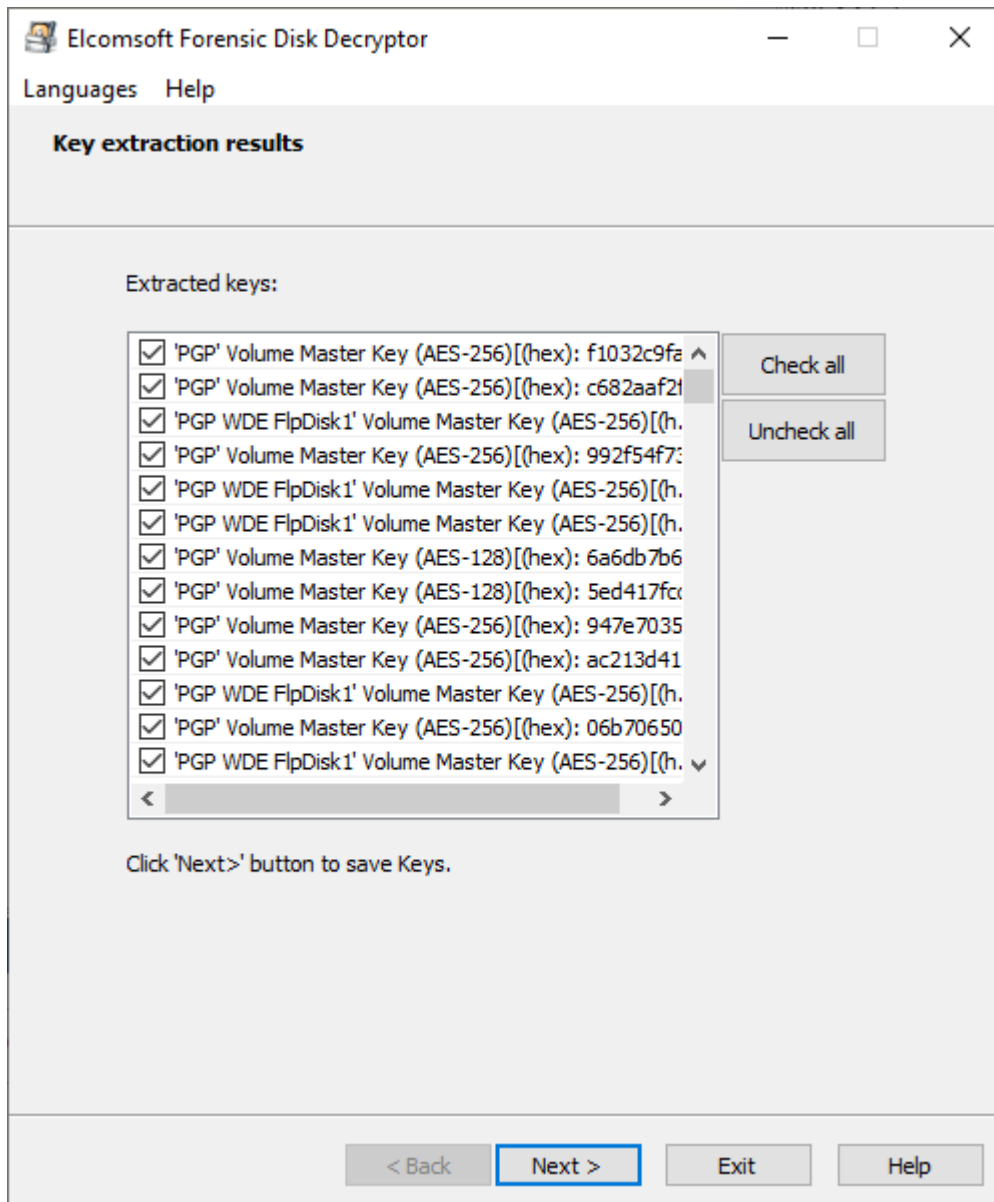 Elcomsoft Forensic Disk Decryptor
Languages Help
Key extraction results
Extracted keys:
'PGP' Volume Master Key (AES-256)[(hex): f1032c9fa
Check all
'PGP' Volume Master Key (AES-256)[(hex): c682aaf2f
'PGP WDE FlpDisk1' Volume Master Key (AES-256)[(h...
Uncheck all
'PGP' Volume Master Key (AES-256)[(hex): 992f54f73
'PGP WDE FlpDisk1' Volume Master Key (AES-256)[(h...
'PGP WDE FlpDisk1' Volume Master Key (AES-256)[(h...
'PGP' Volume Master Key (AES-128)[(hex): 6a6db7b6
'PGP' Volume Master Key (AES-128)[(hex): 5ed417fc
'PGP' Volume Master Key (AES-256)[(hex): 947e7035
'PGP' Volume Master Key (AES-256)[(hex): ac213d41
'PGP WDE FlpDisk1' Volume Master Key (AES-256)[(h...
'PGP' Volume Master Key (AES-256)[(hex): 06b70650
'PGP WDE FlpDisk1' Volume Master Key (AES-256)[(h...
Click 'Next>' button to save Keys.
< Back
Next >
Exit
Help